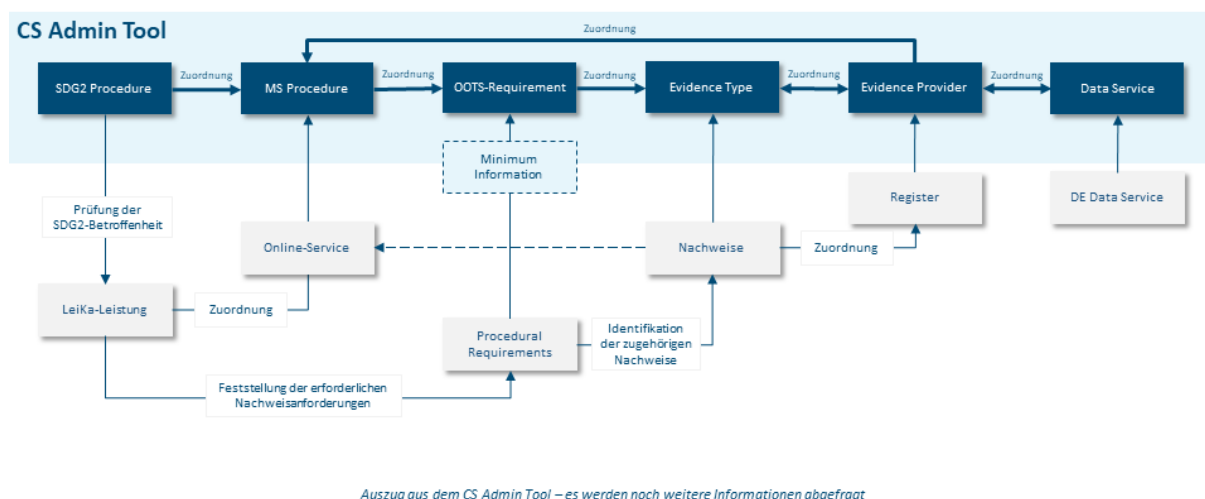 CS Admin Tool
Zuordnung
SDG2 Procedure
Zuordnung
MS Procedure
Zuordnung
OOTS-Requirement
Zuordnung
Evidence Type
Zuordnung
Evidence Provider
Zuordnung
Data Service
Minimum
Information
Prüfung der
SDG2-Betroffenheit
Online-Service
Nachweise
Zuordnung
Register
DE Data Service
LeiKa-Leistung
Zuordnung
Procedural
Requirements
Identifikation
der zugehörigen
Nachweise
Feststellung der erforderlichen
Nachweisanforderungen
Auszug aus dem CS Admin Tool – es werden noch weitere Informationen abgefragt